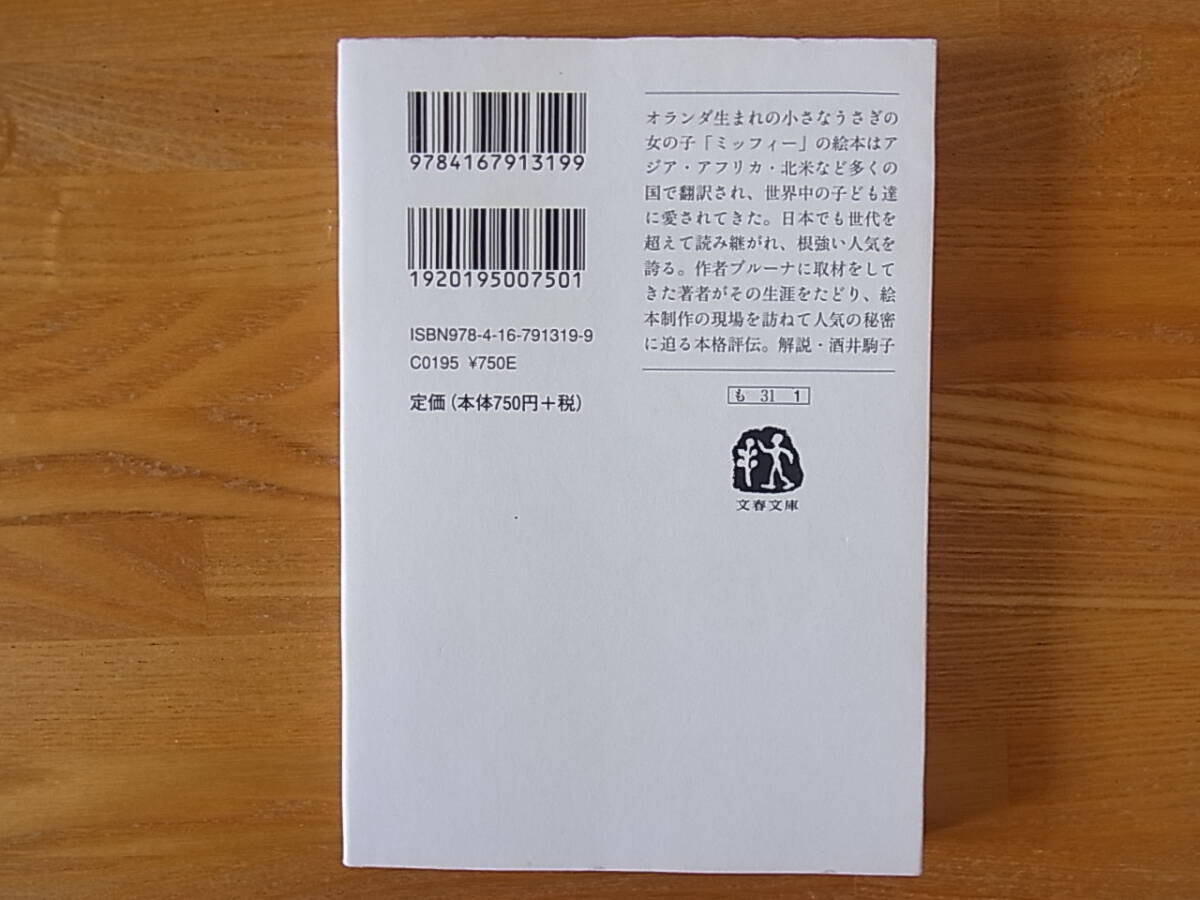 9784167913199
1920195007501
ISBN978-4-16-791319-9
C0195 ¥750E
定価(本体750円+税)
オランダ生まれの小さなうさぎの
女の子「ミッフィー」の絵本はア
ジア・アフリカ・北米など多くの
国で翻訳され、世界中の子ども達
に愛されてきた。日本でも世代を
超えて読み継がれ、根強い人気を
誇る。作者ブルーナに取材をして
きた著者がその生涯をたどり、絵
本制作の現場を訪ねて人気の秘密
に迫る本格評伝。解説・酒井駒子
も 31 1
文春文庫